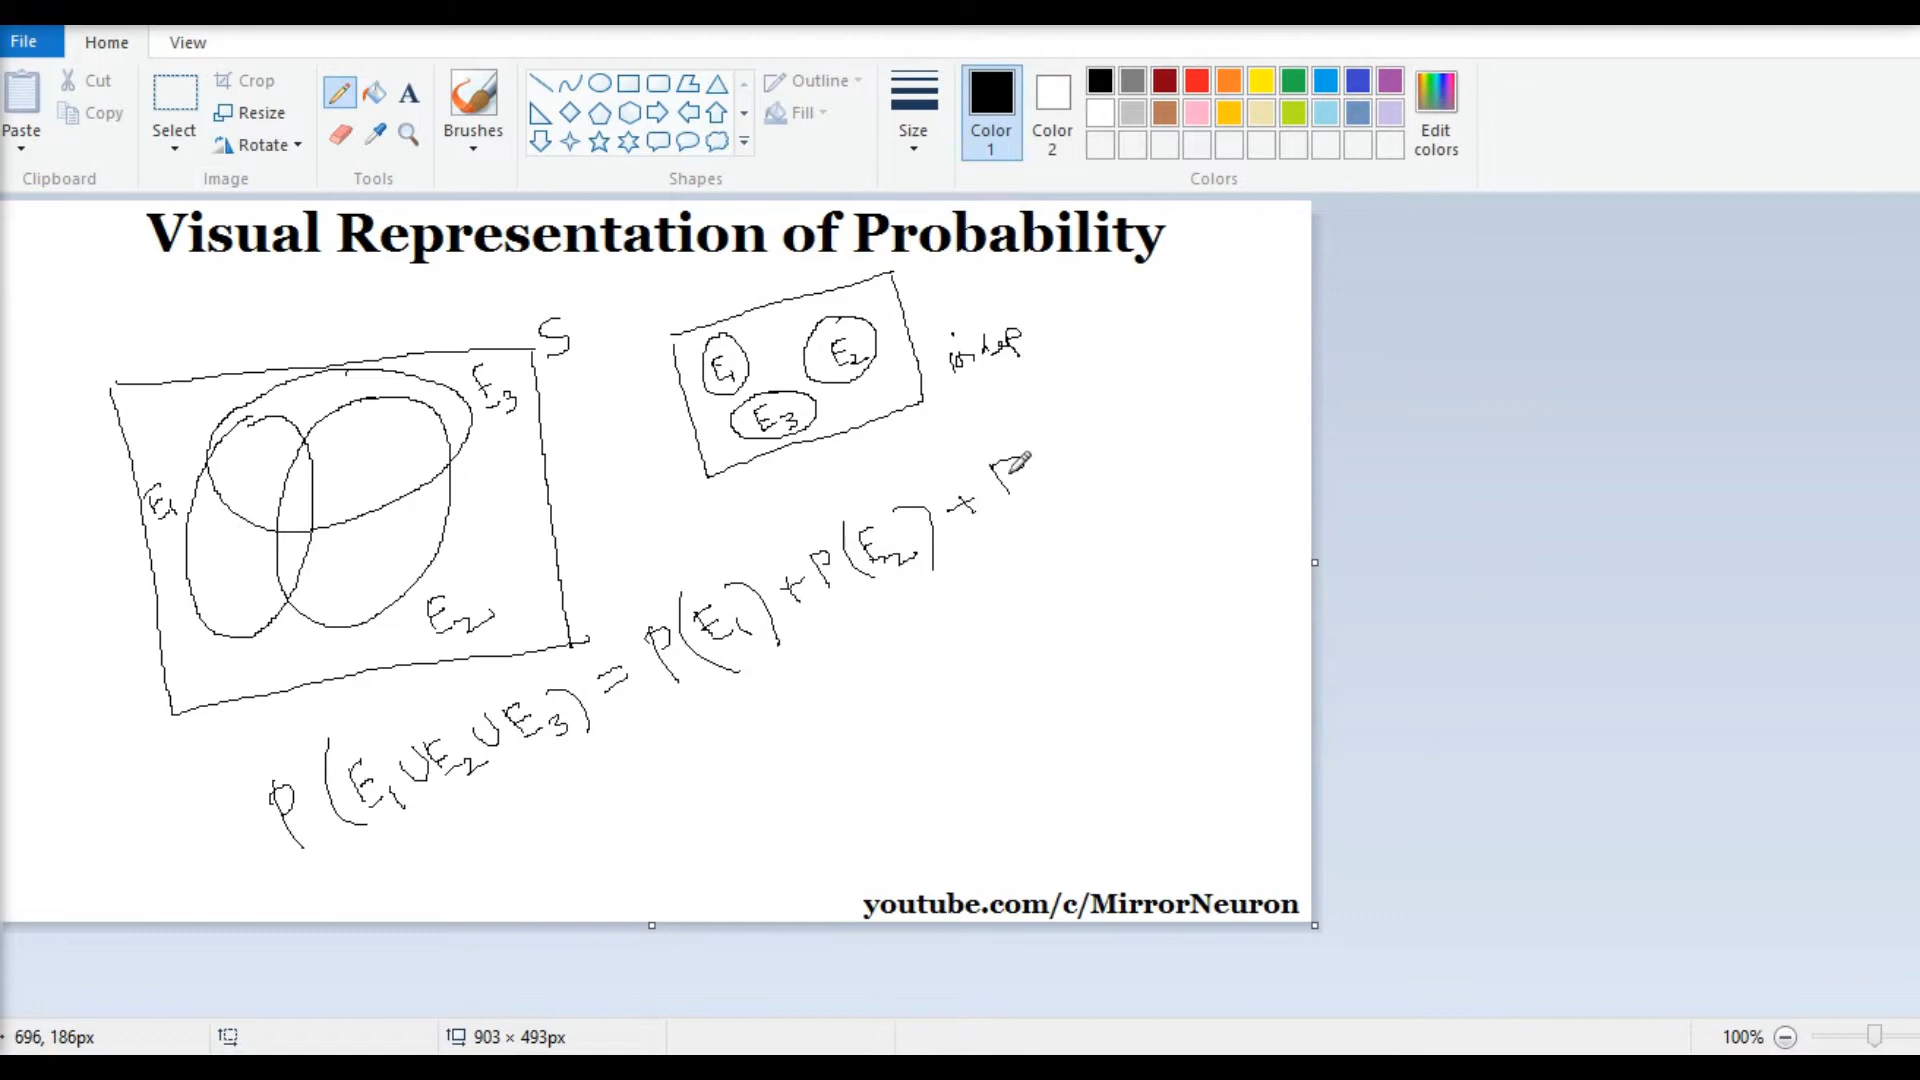 File Home View
Paste
Cut
Copy
Clipboard
Select
Crop
Resize
Rotate
Image
A
Tools
Brushes
Shapes
Outline
Fill
Size
Color 1
Color 2
Edit colors
Colors
Visual Representation of Probability
S
E3
E1
E2
E1
E2
E3
indep
P(E1∪E2∪E3) = P(E1) + P(E2) + P
youtube.com/c/MirrorNeuron
696, 186px
903 × 493px
100%